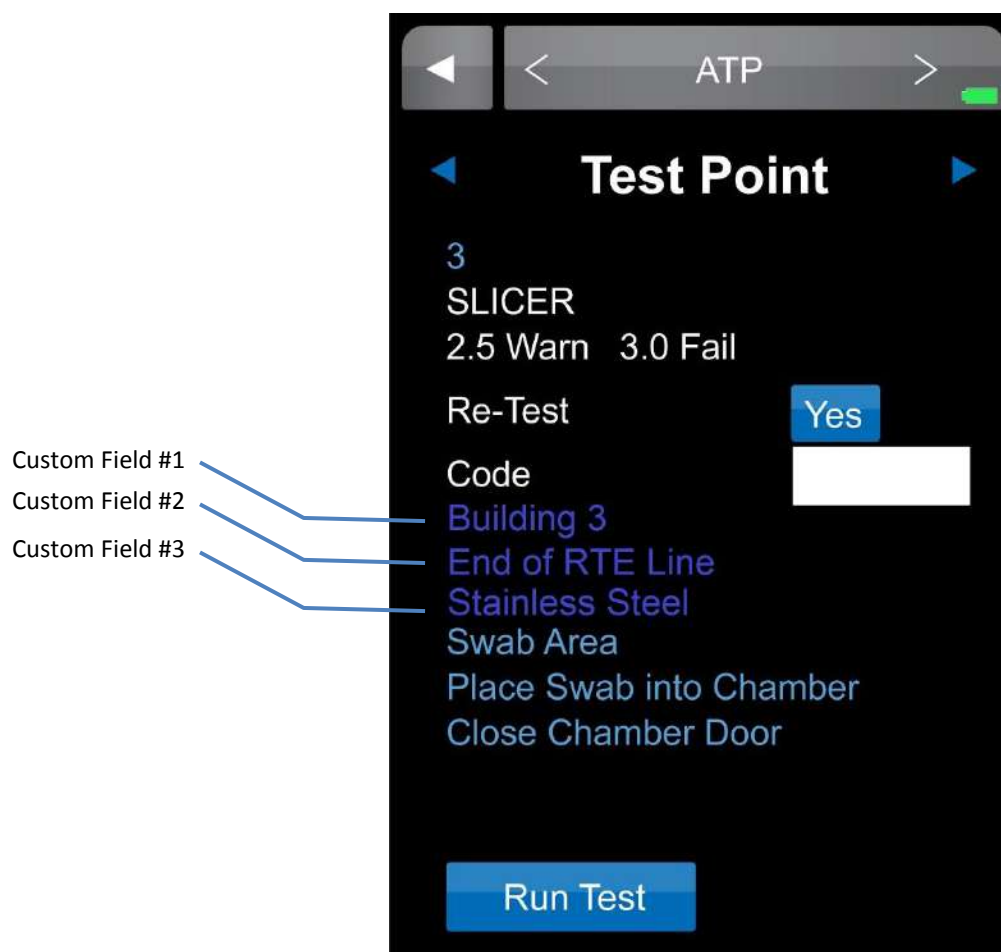 ATP
Test Point
3
SLICER
2.5 Warn 3.0 Fail
Re-Test Yes
Code
Custom Field #1
Building 3
Custom Field #2
End of RTE Line
Custom Field #3
Stainless Steel
Swab Area
Place Swab into Chamber
Close Chamber Door
Run Test